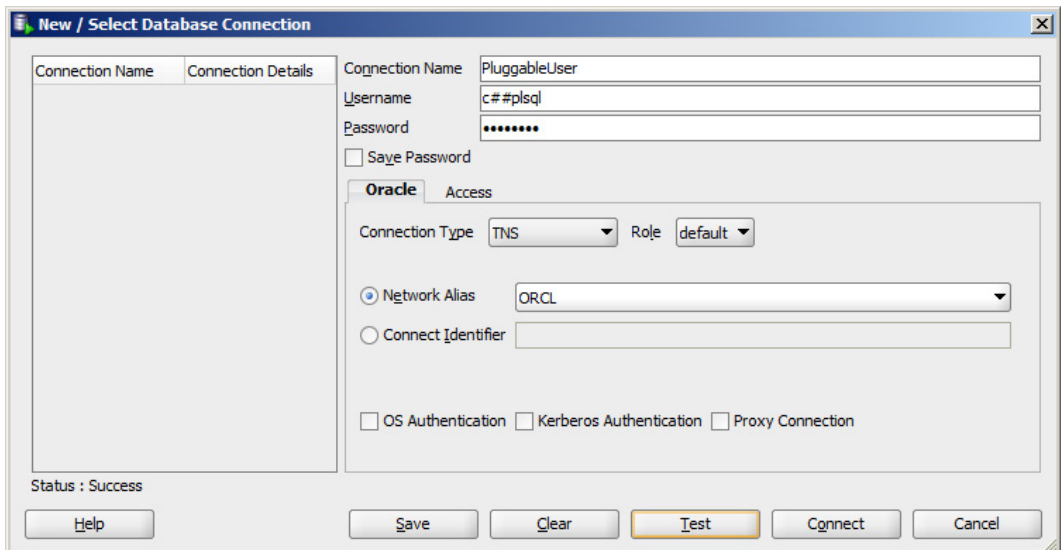 New / Select Database Connection
Connection Name Connection Details
Connection Name PluggableUser
Username c##plsql
Password ••••••••
Save Password
Oracle Access
Connection Type TNS Role default
Network Alias ORCL
Connect Identifier
OS Authentication Kerberos Authentication Proxy Connection
Status : Success
Help Save Clear Test Connect Cancel